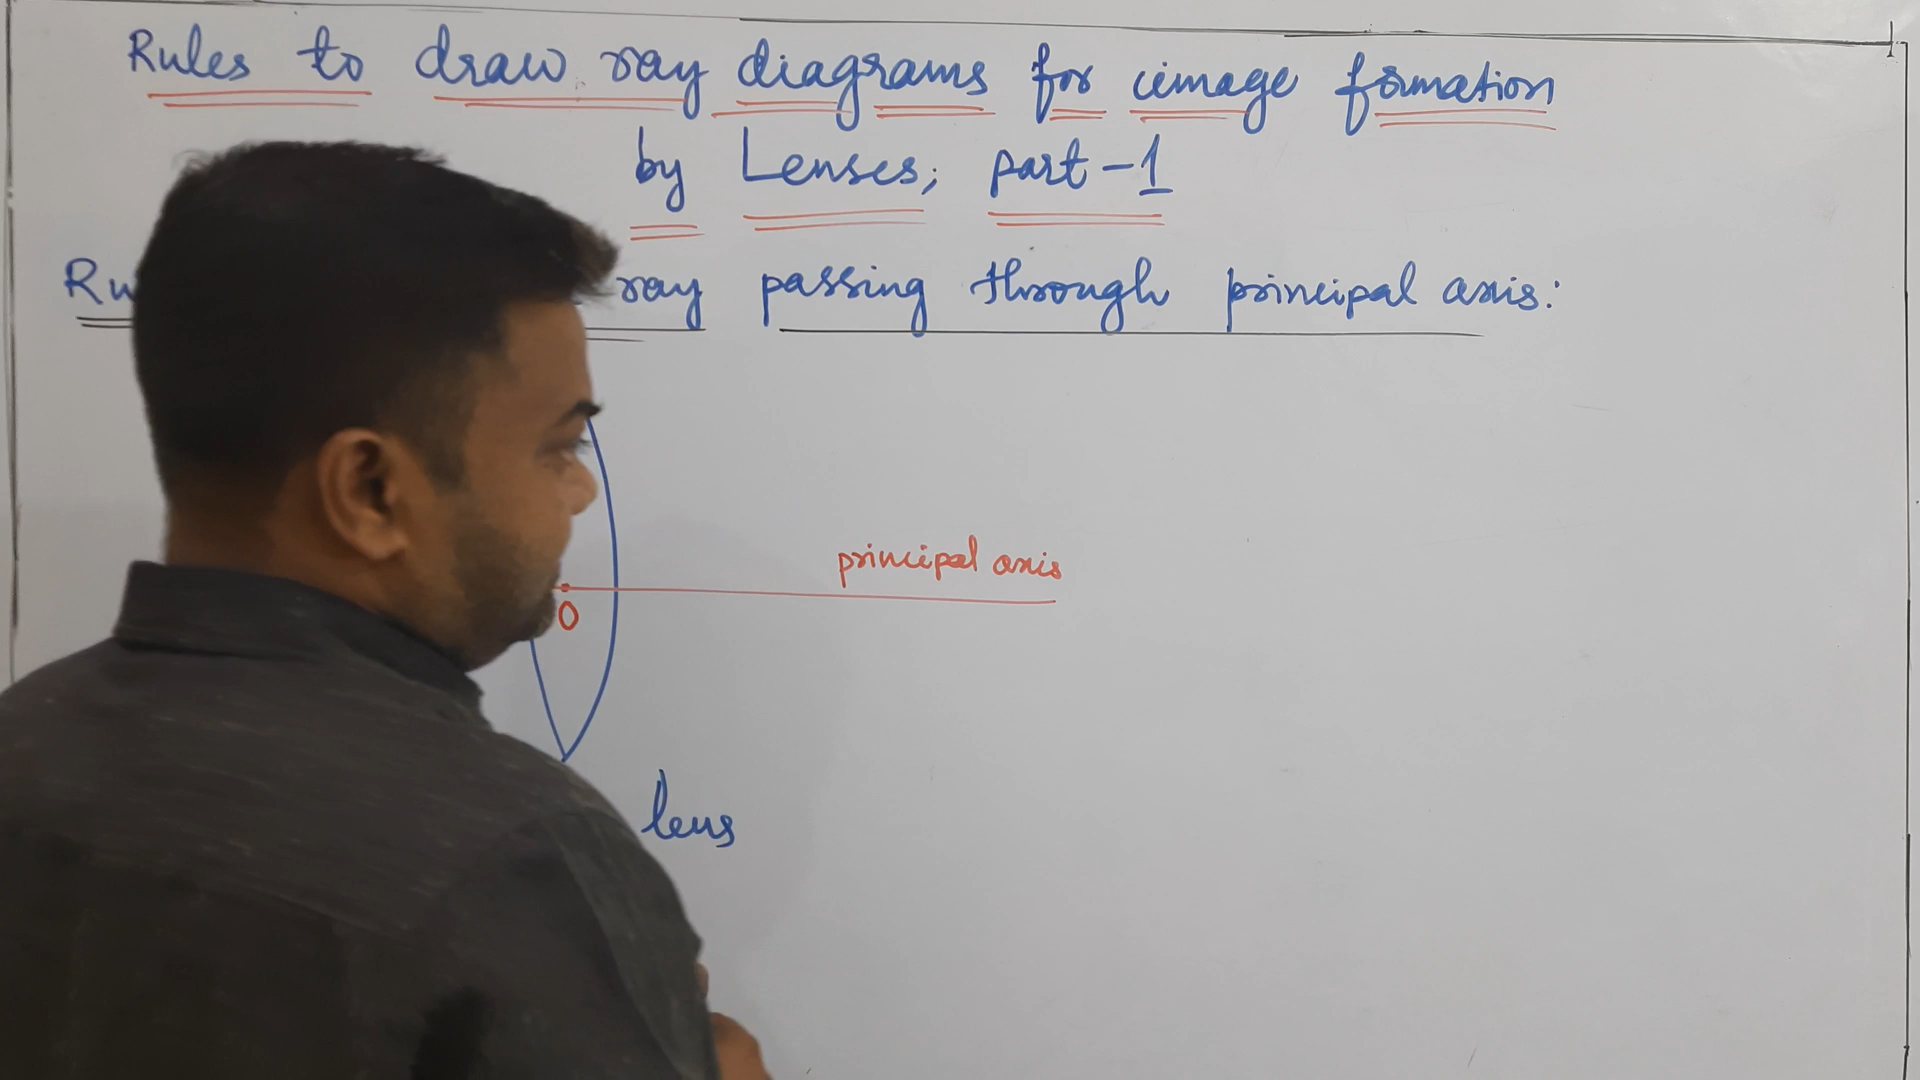 Rules to draw ray diagrams for image formation
by Lenses; part-1
ray passing through principal axis:
principal axis
O
lens